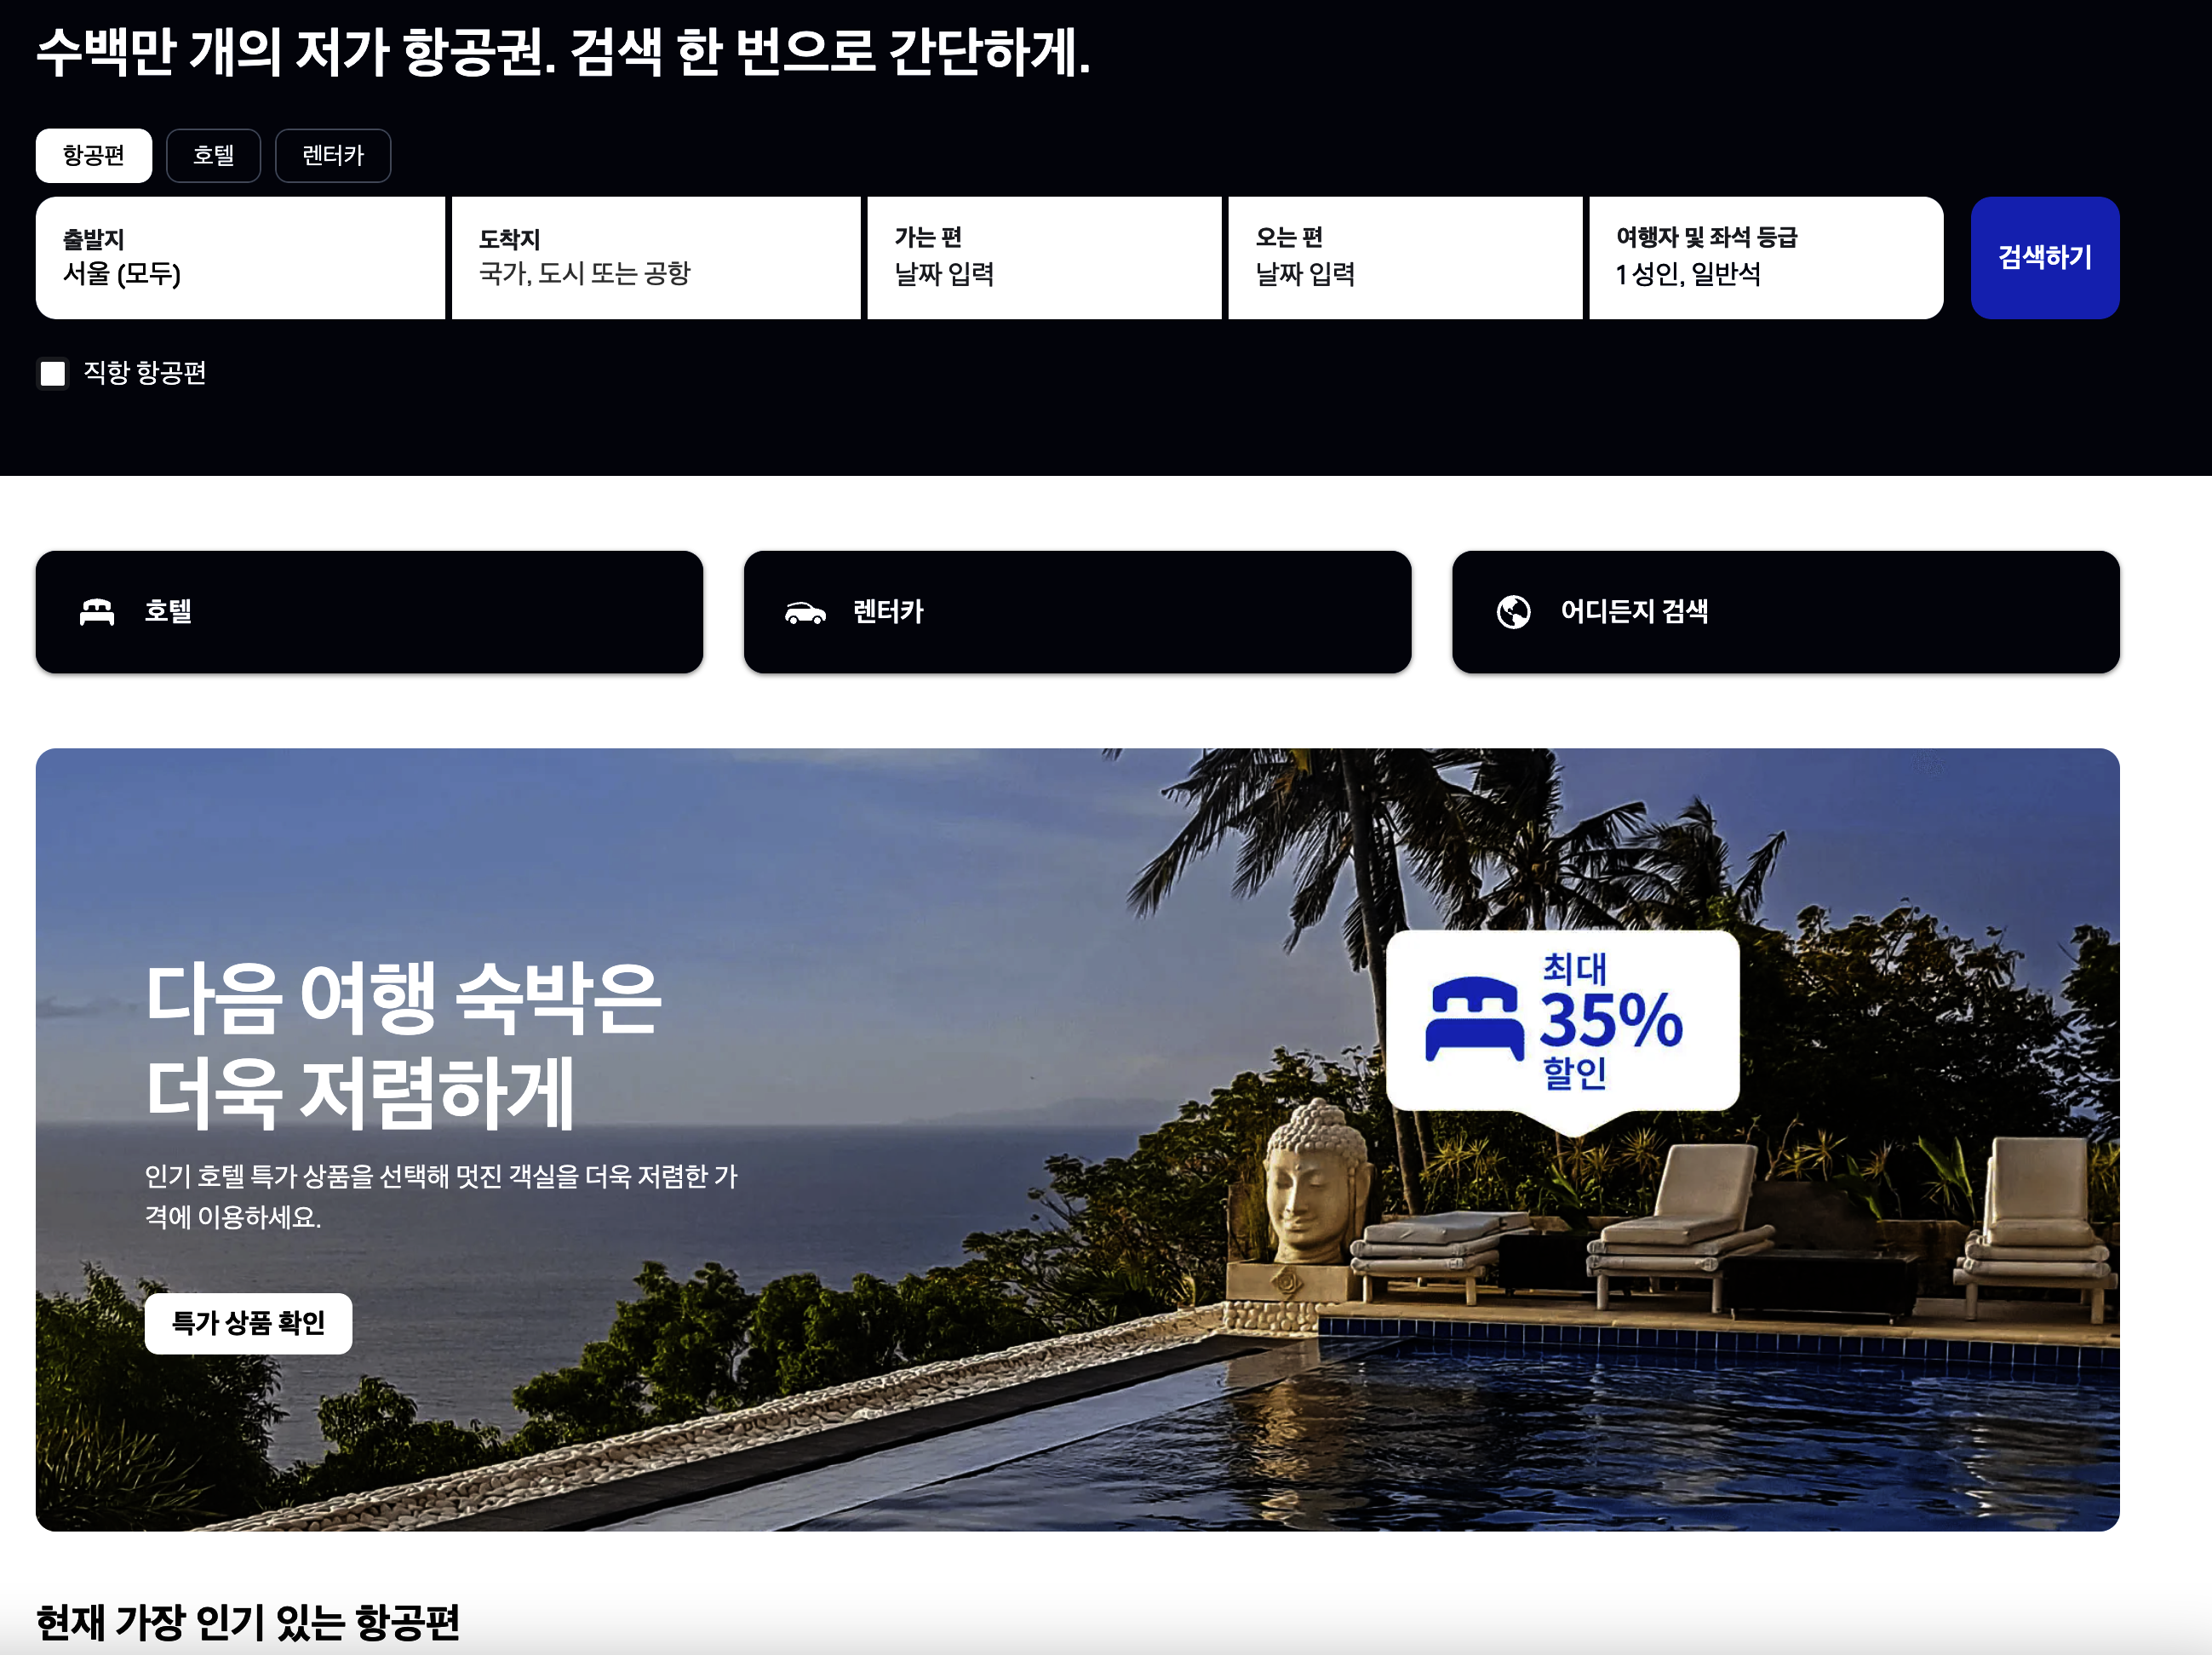 수백만 개의 저가 항공권. 검색 한 번으로 간단하게.
항공편
호텔
렌터카
출발지
서울 (모두)
도착지
국가, 도시 또는 공항
가는 편
날짜 입력
오는 편
날짜 입력
여행자 및 좌석 등급
1 성인, 일반석
검색하기
직항 항공편
호텔
렌터카
어디든지 검색
다음 여행 숙박은
더욱 저렴하게
인기 호텔 특가 상품을 선택해 멋진 객실을 더욱 저렴한 가
격에 이용하세요.
특가 상품 확인
최대
35%
할인
현재 가장 인기 있는 항공편